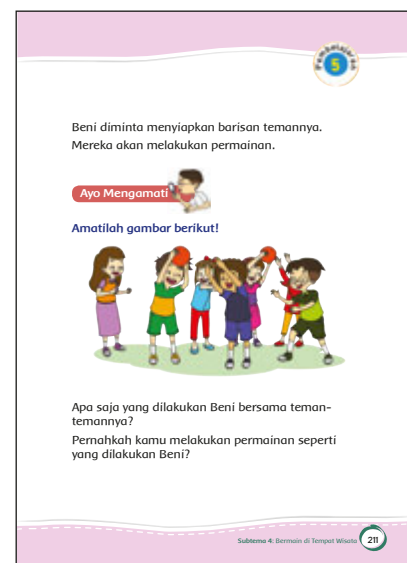 Pembelajaran
5
Beni diminta menyiapkan barisan temannya.
Mereka akan melakukan permainan.
Ayo Mengamati
Amatilah gambar berikut!
Apa saja yang dilakukan Beni bersama teman-
temannya?
Pernahkah kamu melakukan permainan seperti
yang dilakukan Beni?
Subtema 4: Bermain di Tempat Wisata
211